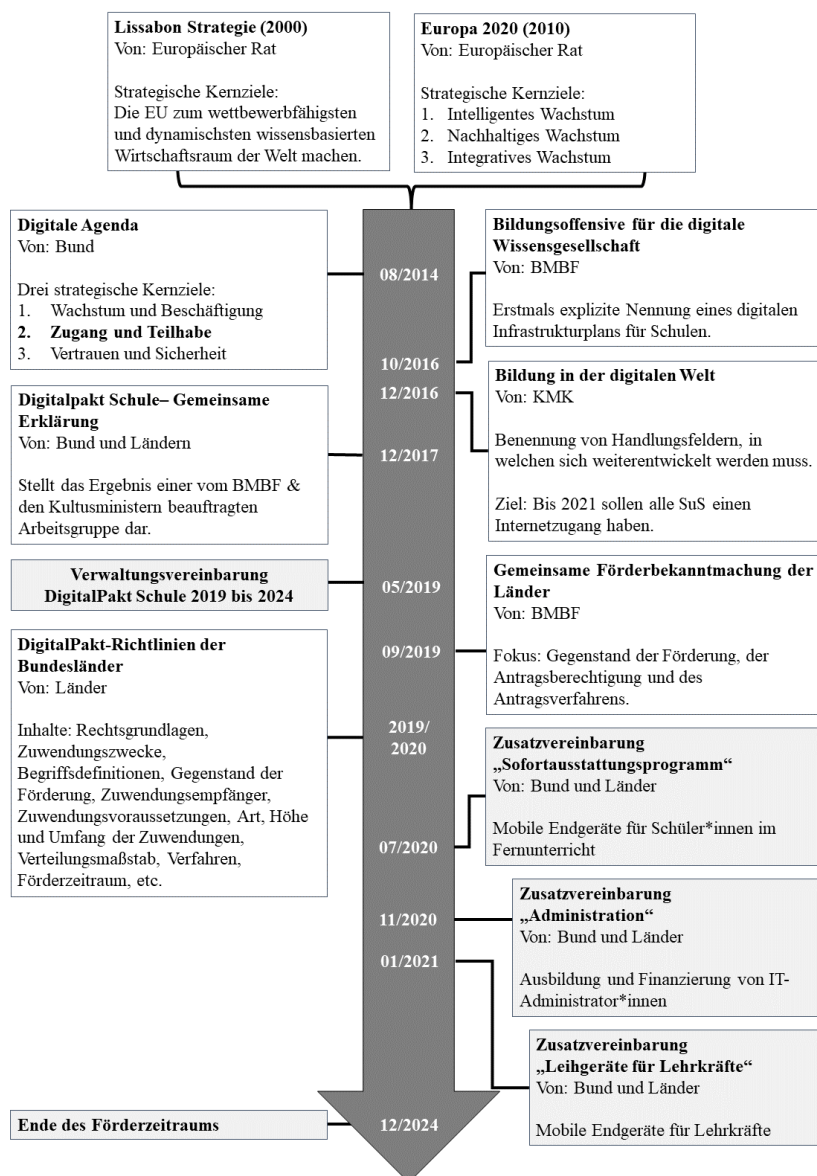 Lissabon Strategie (2000)
Von: Europäischer Rat
Strategische Kernziele:
Die EU zum wettbewerbfähigsten
und dynamischsten wissensbasierten
Wirtschaftsraum der Welt machen.
Europa 2020 (2010)
Von: Europäischer Rat
Strategische Kernziele:
1. Intelligentes Wachstum
2. Nachhaltiges Wachstum
3. Integratives Wachstum
Digitale Agenda
Von: Bund
Drei strategische Kernziele:
1. Wachstum und Beschäftigung
2. Zugang und Teilhabe
3. Vertrauen und Sicherheit
08/2014
Bildungsoffensive für die digitale
Wissensgesellschaft
Von: BMBF
Erstmals explizite Nennung eines digitalen
Infrastrukturplans für Schulen.
10/2016
12/2016
Bildung in der digitalen Welt
Von: KMK
Benennung von Handlungsfeldern, in
welchen sich weiterentwickelt werden muss.
Ziel: Bis 2021 sollen alle SuS einen
Internetzugang haben.
Digitalpakt Schule– Gemeinsame
Erklärung
Von: Bund und Ländern
Stellt das Ergebnis einer vom BMBF &
den Kultusministern beauftragten
Arbeitsgruppe dar.
12/2017
Verwaltungsvereinbarung
DigitalPakt Schule 2019 bis 2024
05/2019
Gemeinsame Förderbekanntmachung der
Länder
Von: BMBF
Fokus: Gegenstand der Förderung, der
Antragsberechtigung und des
Antragsverfahrens.
09/2019
DigitalPakt-Richtlinien der
Bundesländer
Von: Länder
Inhalte: Rechtsgrundlagen,
Zuwendungszwecke,
Begriffsdefinitionen, Gegenstand der
Förderung, Zuwendungsempfänger,
Zuwendungsvoraussetzungen, Art, Höhe
und Umfang der Zuwendungen,
Verteilungsmaßstab, Verfahren,
Förderzeitraum, etc.
2019/
2020
Zusatzvereinbarung
„Sofortausstattungsprogramm“
Von: Bund und Länder
Mobile Endgeräte für Schüler*innen im
Fernunterricht
07/2020
11/2020
Zusatzvereinbarung
„Administration“
Von: Bund und Länder
Ausbildung und Finanzierung von IT-
Administrator*innen
01/2021
Zusatzvereinbarung
„Leihgeräte für Lehrkräfte“
Von: Bund und Länder
Mobile Endgeräte für Lehrkräfte
Ende des Förderzeitraums
12/2024